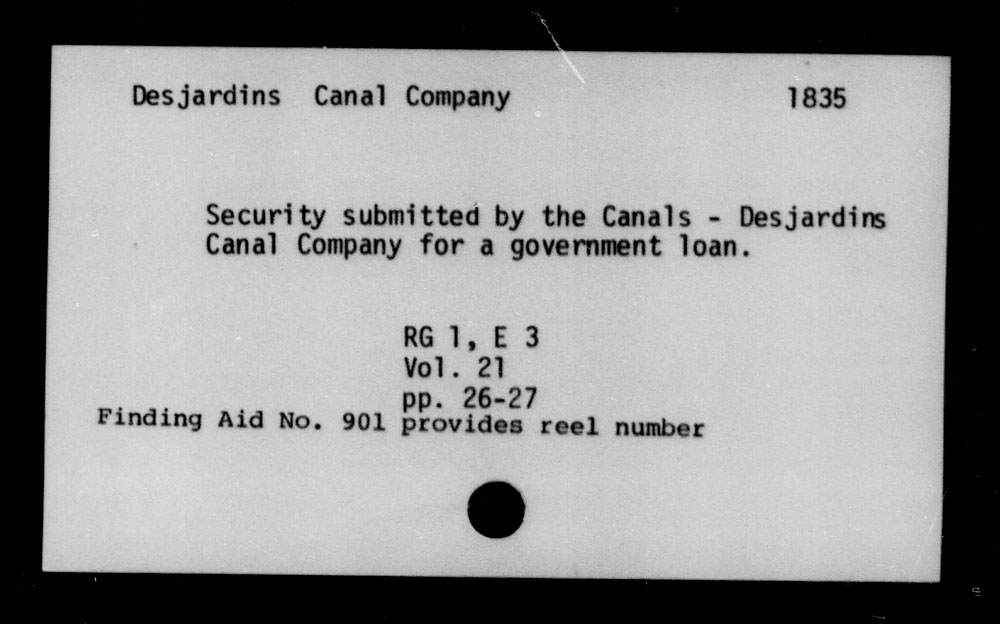 Desjardins Canal Company 1835
Security submitted by the Canals - Desjardins
Canal Company for a government loan.
RG 1, E 3
Vol. 21
pp. 26-27
Finding Aid No. 901 provides reel number